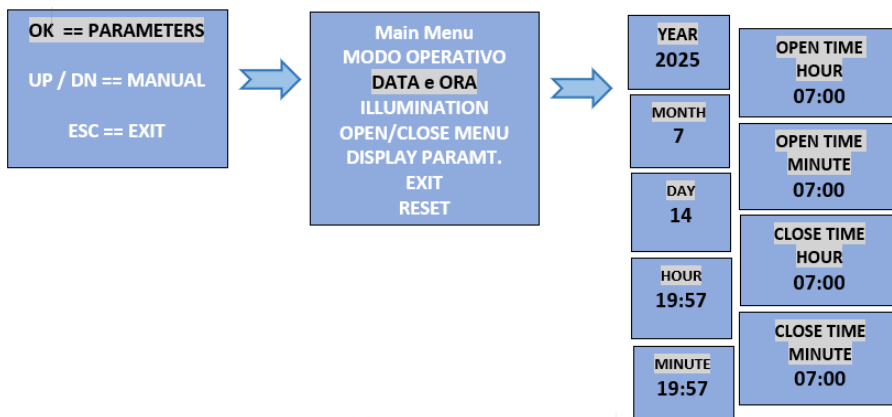 OK == PARAMETERS
UP / DN == MANUAL
ESC == EXIT
Main Menu
MODO OPERATIVO
DATA e ORA
ILLUMINATION
OPEN/CLOSE MENU
DISPLAY PARAMT.
EXIT
RESET
YEAR
2025
MONTH
7
DAY
14
HOUR
19:57
MINUTE
19:57
OPEN TIME
HOUR
07:00
OPEN TIME
MINUTE
07:00
CLOSE TIME
HOUR
07:00
CLOSE TIME
MINUTE
07:00